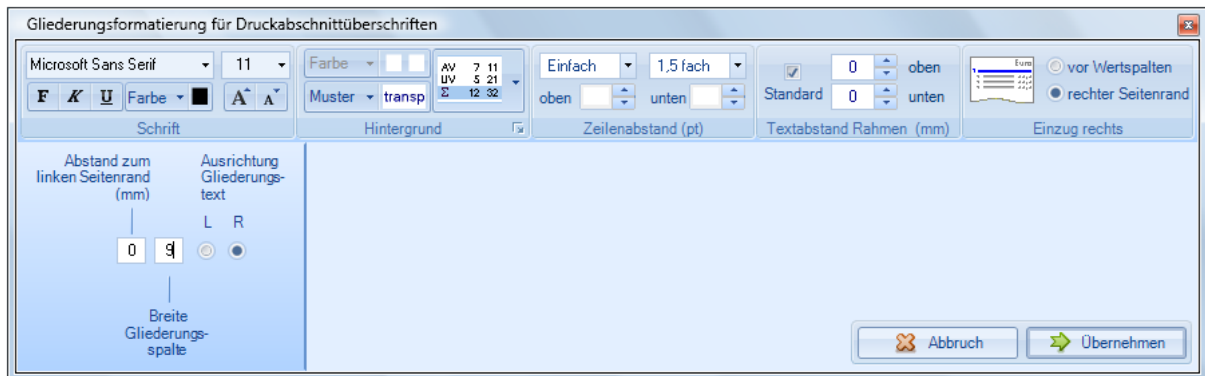 Gliederungsformatierung für Druckabschnittüberschriften
Microsoft Sans Serif
11
F K U Farbe A A
Schrift
Farbe
Muster transp
AV 7 11
UV 5 21
Σ 12 32
Hintergrund
Einfach 1,5 fach
oben unten
Zeilenabstand (pt)
Standard
0 oben
0 unten
Textabstand Rahmen (mm)
Euro
vor Wertspalten
rechter Seitenrand
Einzug rechts
Abstand zum
linken Seitenrand
(mm)
Ausrichtung
Gliederungs-
text
L R
0 9
Breite
Gliederungs-
spalte
Abbruch
Übernehmen